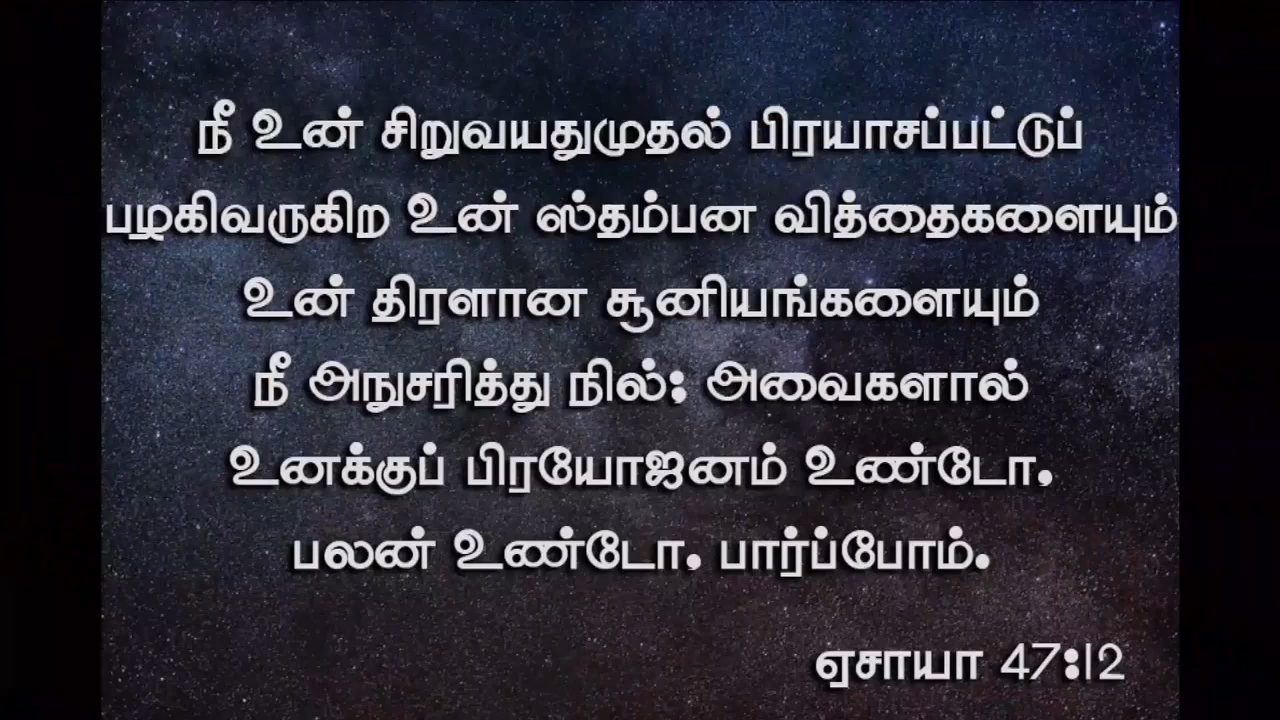 நீ உன் சிறுவயதுமுதல் பிரயாசப்பட்டுப்
பழகிவருகிற உன் ஸ்தம்பன வித்தைகளையும்
உன் திரளான சூனியங்களையும்
நீ அநுசரித்து நில்; அவைகளால்
உனக்குப் பிரயோஜனம் உண்டோ,
பலன் உண்டோ, பார்ப்போம்.
ஏசாயா 47:12